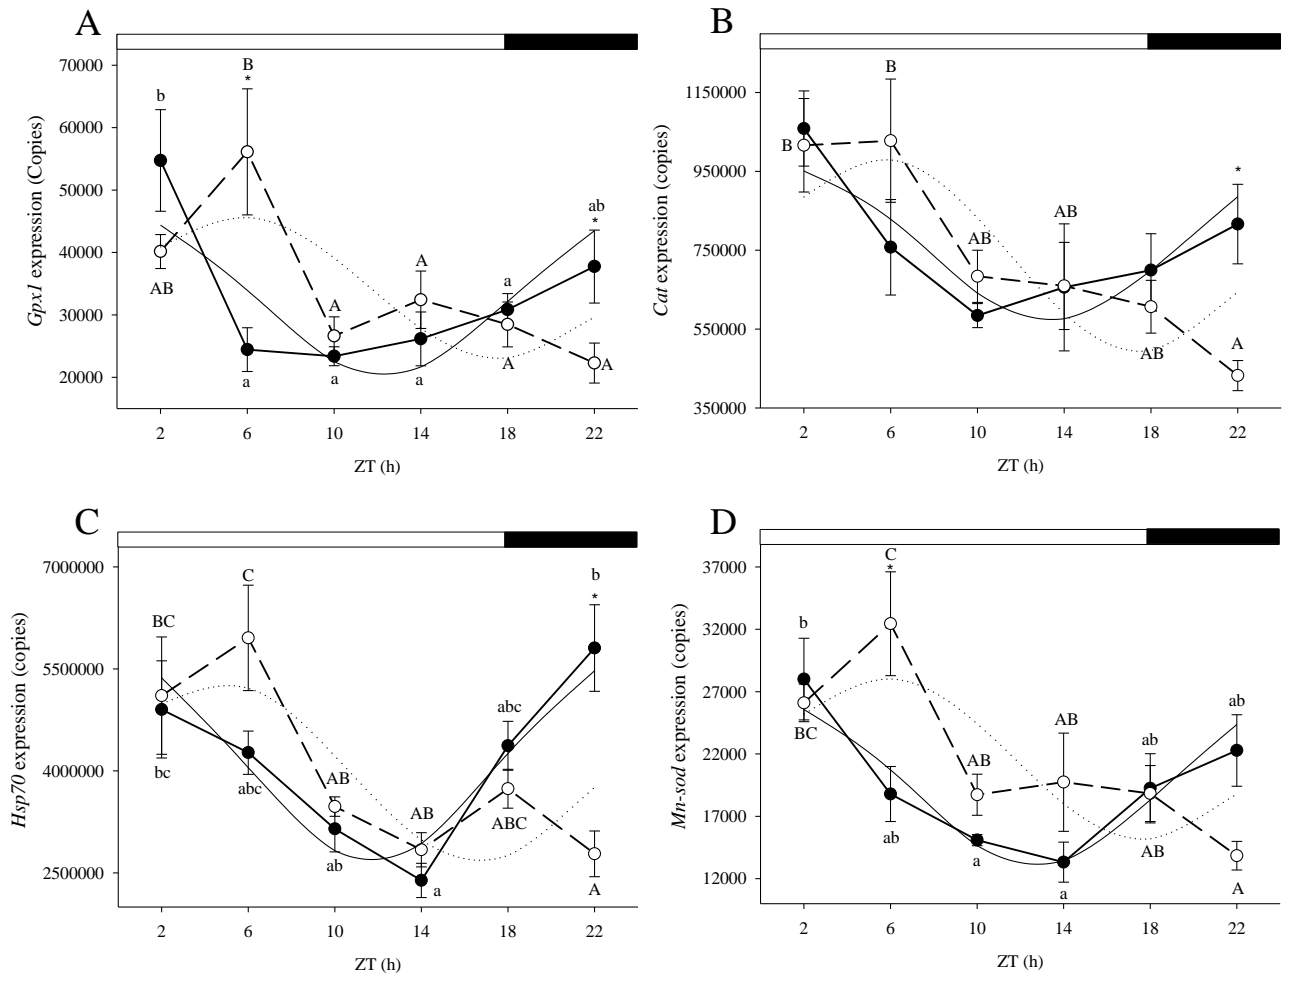 A
Gpx1 expression (Copies)
70000
60000
50000
40000
30000
20000
b
AB
B
*
a
A
a
A
a
a
A
ab
*
A
2
6
10
14
18
22
ZT (h)
B
Cat expression (copies)
1150000
950000
750000
550000
350000
B
B
AB
AB
AB
*
A
2
6
10
14
18
22
ZT (h)
C
Hsp70 expression (copies)
7000000
5500000
4000000
2500000
BC
bc
C
abc
AB
ab
AB
a
abc
ABC
b
*
A
2
6
10
14
18
22
ZT (h)
D
Mn-sod expression (copies)
37000
32000
27000
22000
17000
12000
b
BC
C
*
ab
AB
a
AB
a
ab
AB
ab
A
2
6
10
14
18
22
ZT (h)